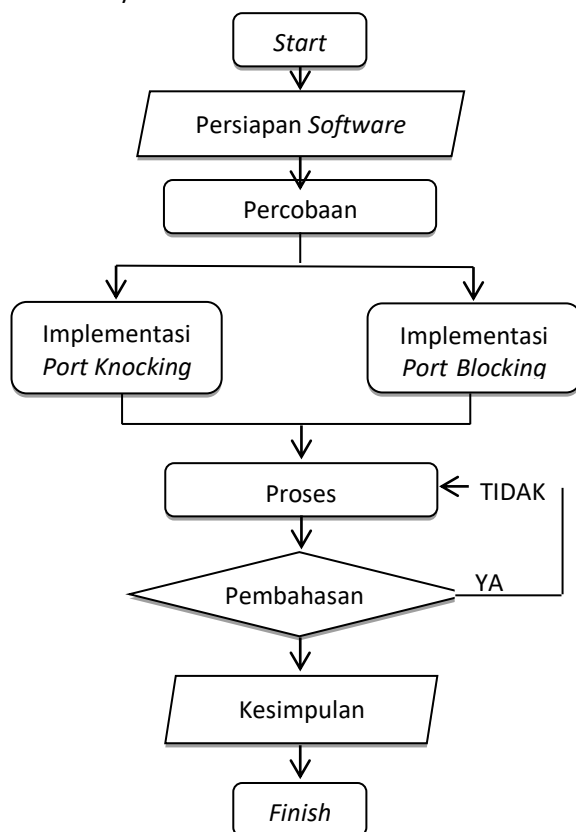 Start
Persiapan Software
Percobaan
Implementasi
Port Knocking
Implementasi
Port Blocking
Proses
TIDAK
Pembahasan
YA
Kesimpulan
Finish